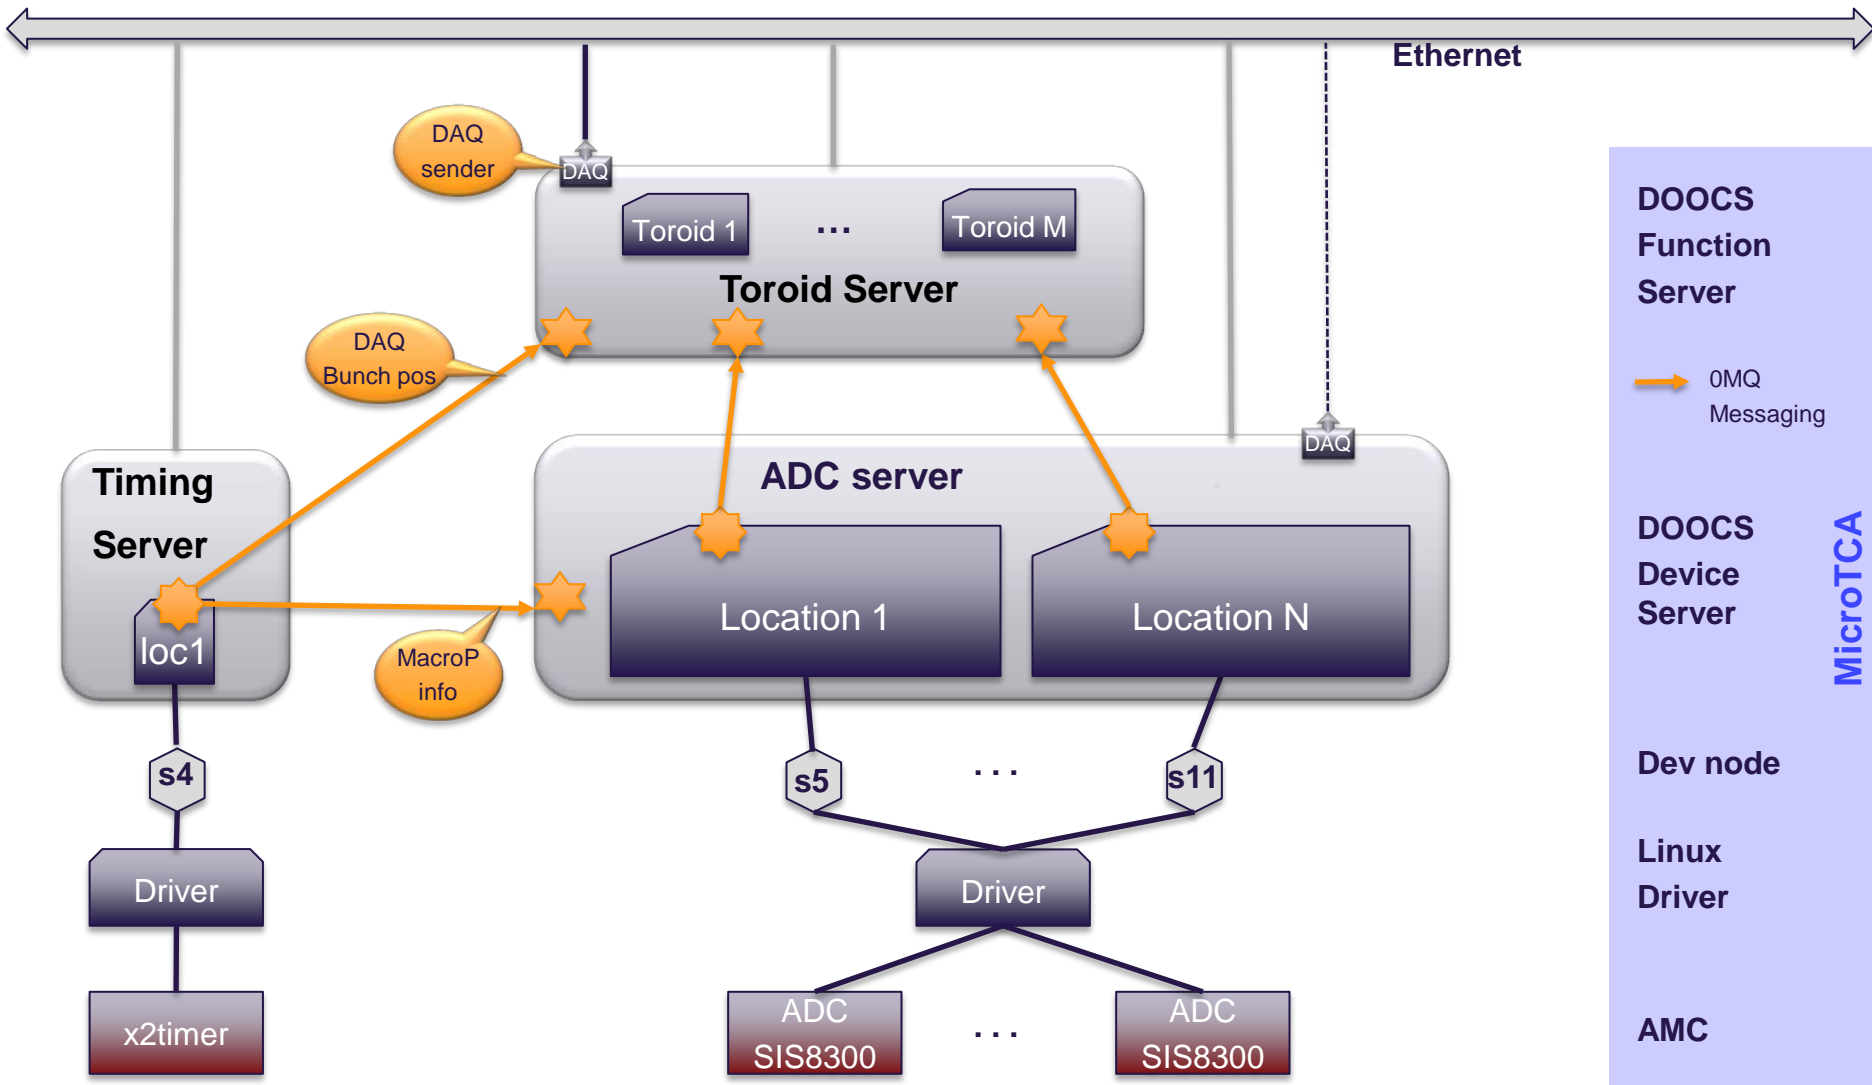 Ethernet
DAQ
sender
DAQ
Toroid 1
...
Toroid M
Toroid Server
DAQ
Bunch pos
Timing
Server
loc1
MacroP
info
ADC server
DAQ
Location 1
Location N
s4
s5
...
s11
Driver
Driver
x2timer
ADC
SIS8300
...
ADC
SIS8300
DOOCS
Function
Server
0MQ
Messaging
DOOCS
Device
Server
MicroTCA
Dev node
Linux
Driver
AMC